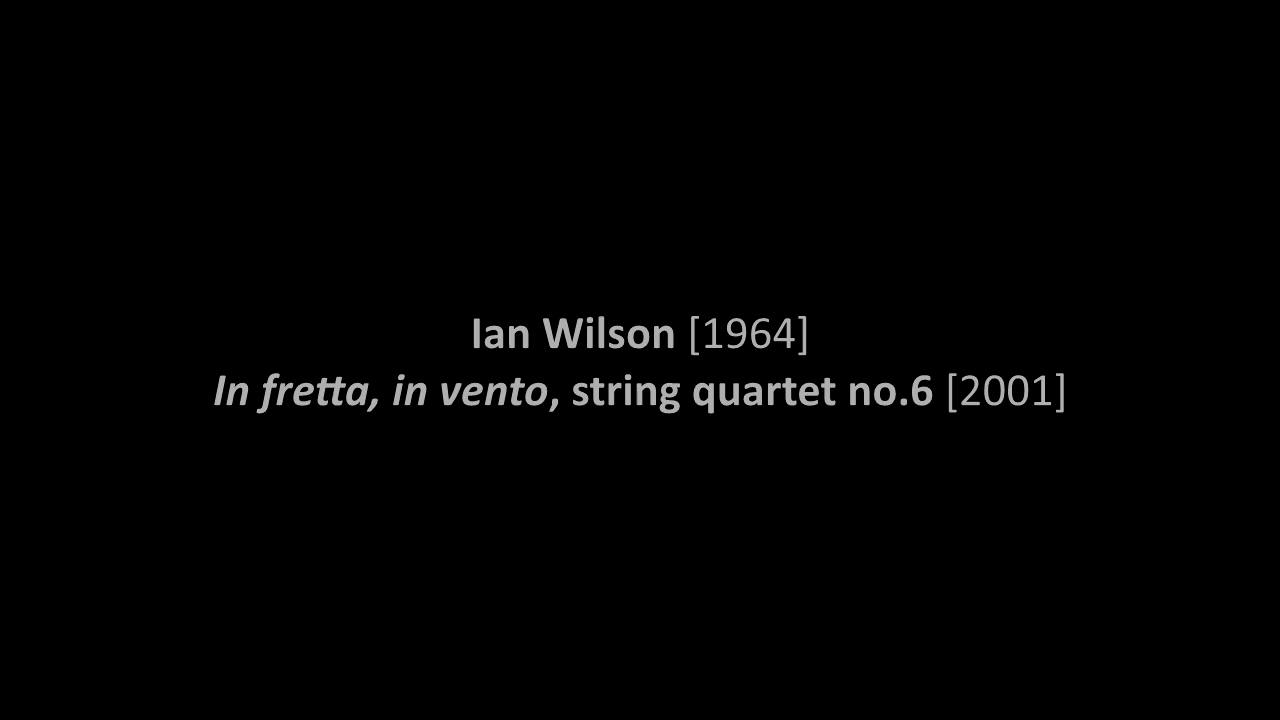 Ian Wilson [1964]
In fretta, in vento, string quartet no.6 [2001]